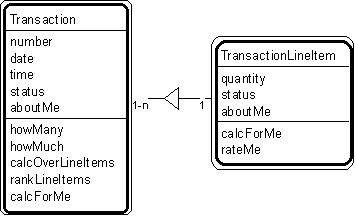 Transaction
number
date
time
status
aboutMe
howMany
howMuch
calcOverLineItems
rankLineItems
calcForMe
1-n
1
TransactionLineItem
quantity
status
aboutMe
calcForMe
rateMe